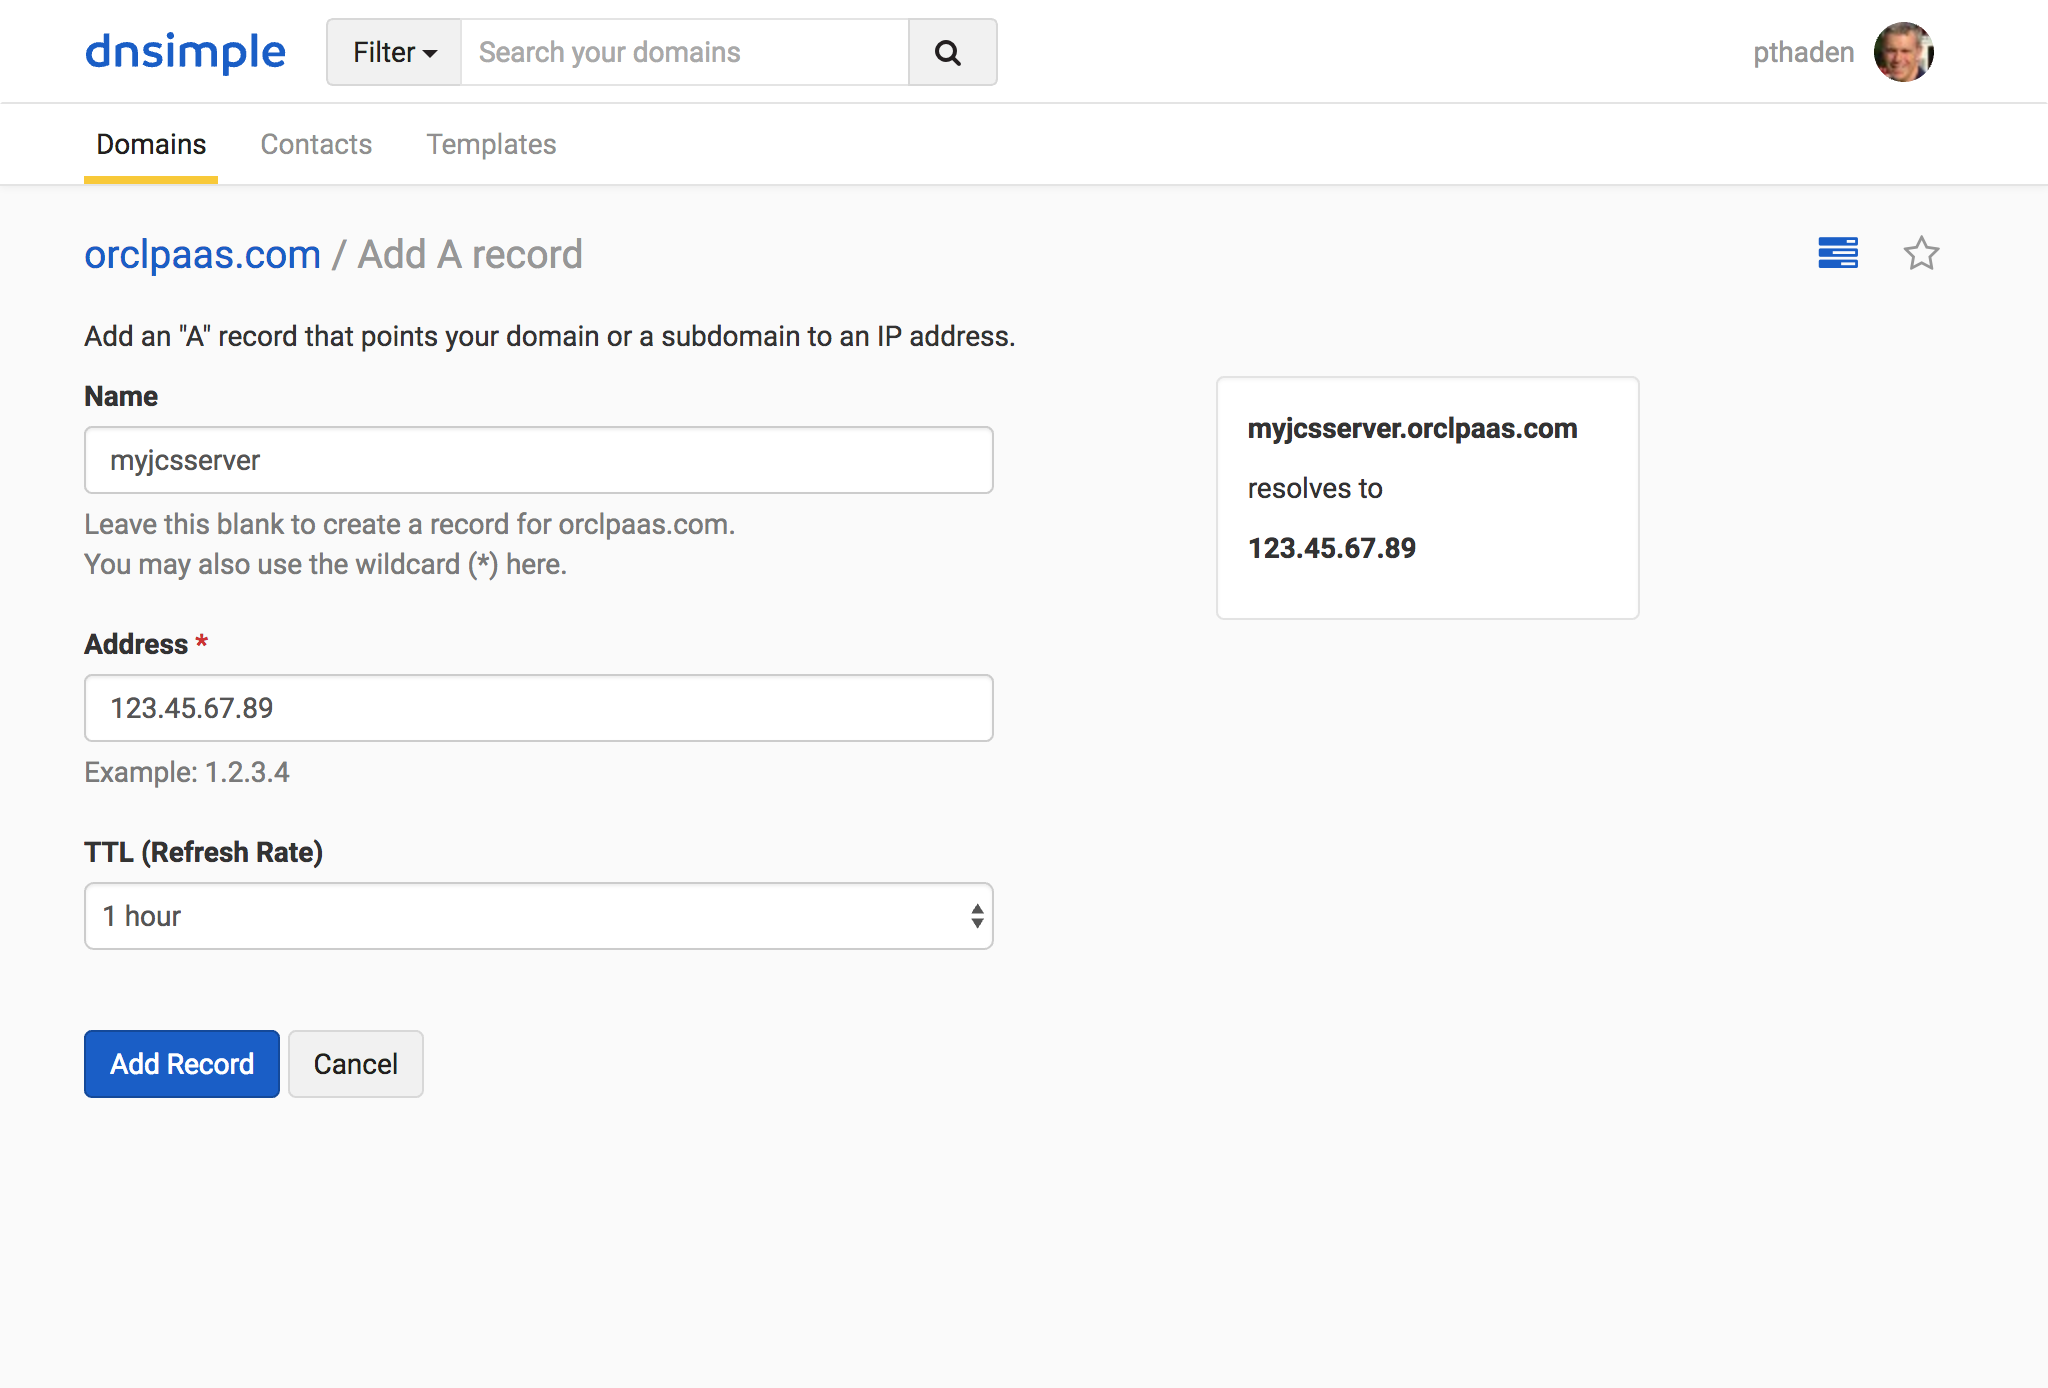 dnsimple
Filter
Search your domains
pthaden
Domains
Contacts
Templates
orclpaas.com / Add A record
Add an "A" record that points your domain or a subdomain to an IP address.
Name
myjcsserver
Leave this blank to create a record for orclpaas.com.
You may also use the wildcard (*) here.
Address *
123.45.67.89
Example: 1.2.3.4
TTL (Refresh Rate)
1 hour
Add Record
Cancel
myjcsserver.orclpaas.com
resolves to
123.45.67.89